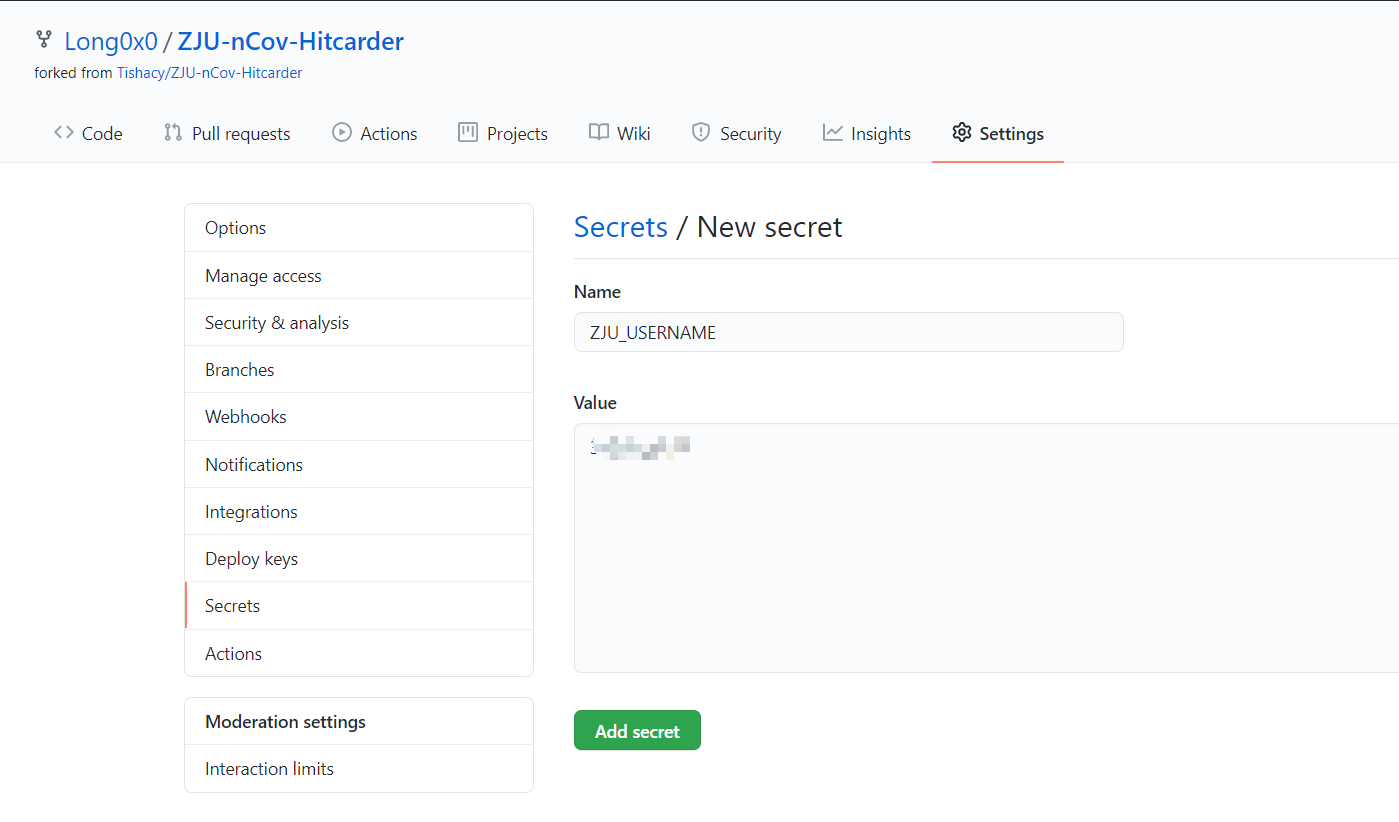 Long0x0 / ZJU-nCov-Hitcarder
forked from Tishacy/ZJU-nCov-Hitcarder
Code Pull requests Actions Projects Wiki Security Insights Settings
Options
Manage access
Security & analysis
Branches
Webhooks
Notifications
Integrations
Deploy keys
Secrets
Actions
Moderation settings
Interaction limits
Secrets / New secret
Name
ZJU_USERNAME
Value
Add secret